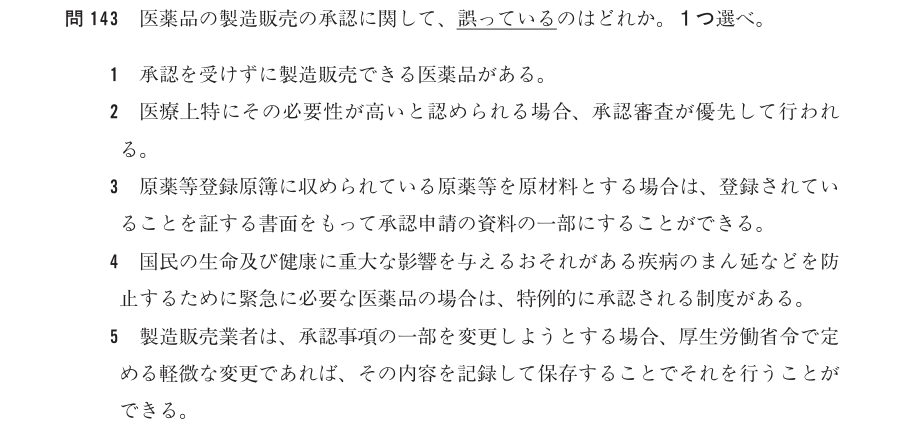 問 143　医薬品の製造販売の承認に関して、誤っているのはどれか。1つ選べ。
1　承認を受けずに製造販売できる医薬品がある。
2　医療上特にその必要性が高いと認められる場合、承認審査が優先して行われ
る。
3　原薬等登録原簿に収められている原薬等を原材料とする場合は、登録されてい
ることを証する書面をもって承認申請の資料の一部にすることができる。
4　国民の生命及び健康に重大な影響を与えるおそれがある疾病のまん延などを防
止するために緊急に必要な医薬品の場合は、特例的に承認される制度がある。
5　製造販売業者は、承認事項の一部を変更しようとする場合、厚生労働省令で定
める軽微な変更であれば、その内容を記録して保存することでそれを行うことが
できる。